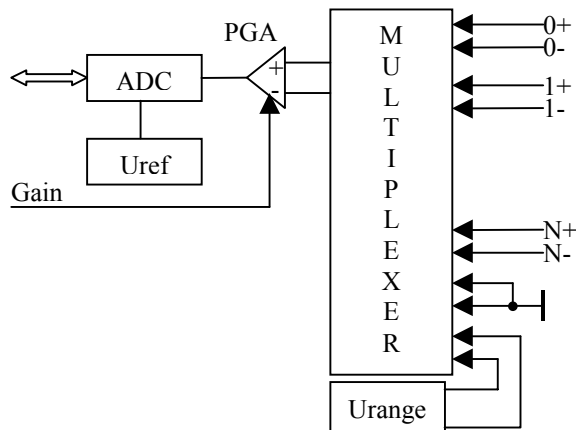 PGA
ADC
+
-
Uref
Gain
M
U
L
T
I
P
L
E
X
E
R
0+
0-
1+
1-
N+
N-
Urange